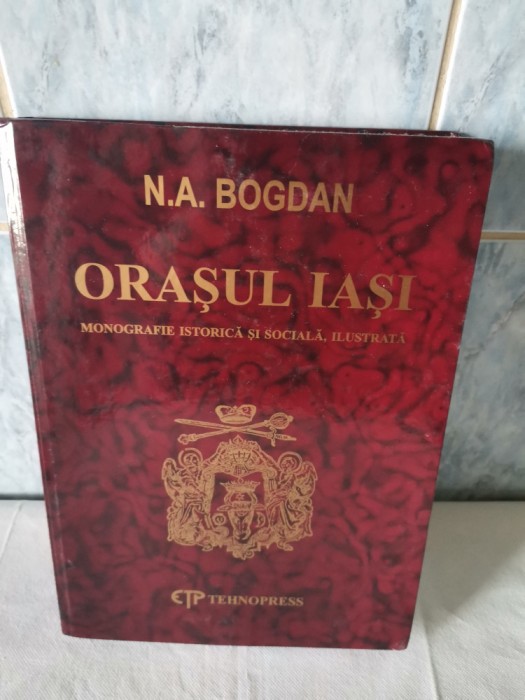 N.A. BOGDAN
ORAŞUL IAŞI
MONOGRAFIE ISTORICĂ ŞI SOCIALĂ, ILUSTRATĂ
ETP TEHNOPRESS